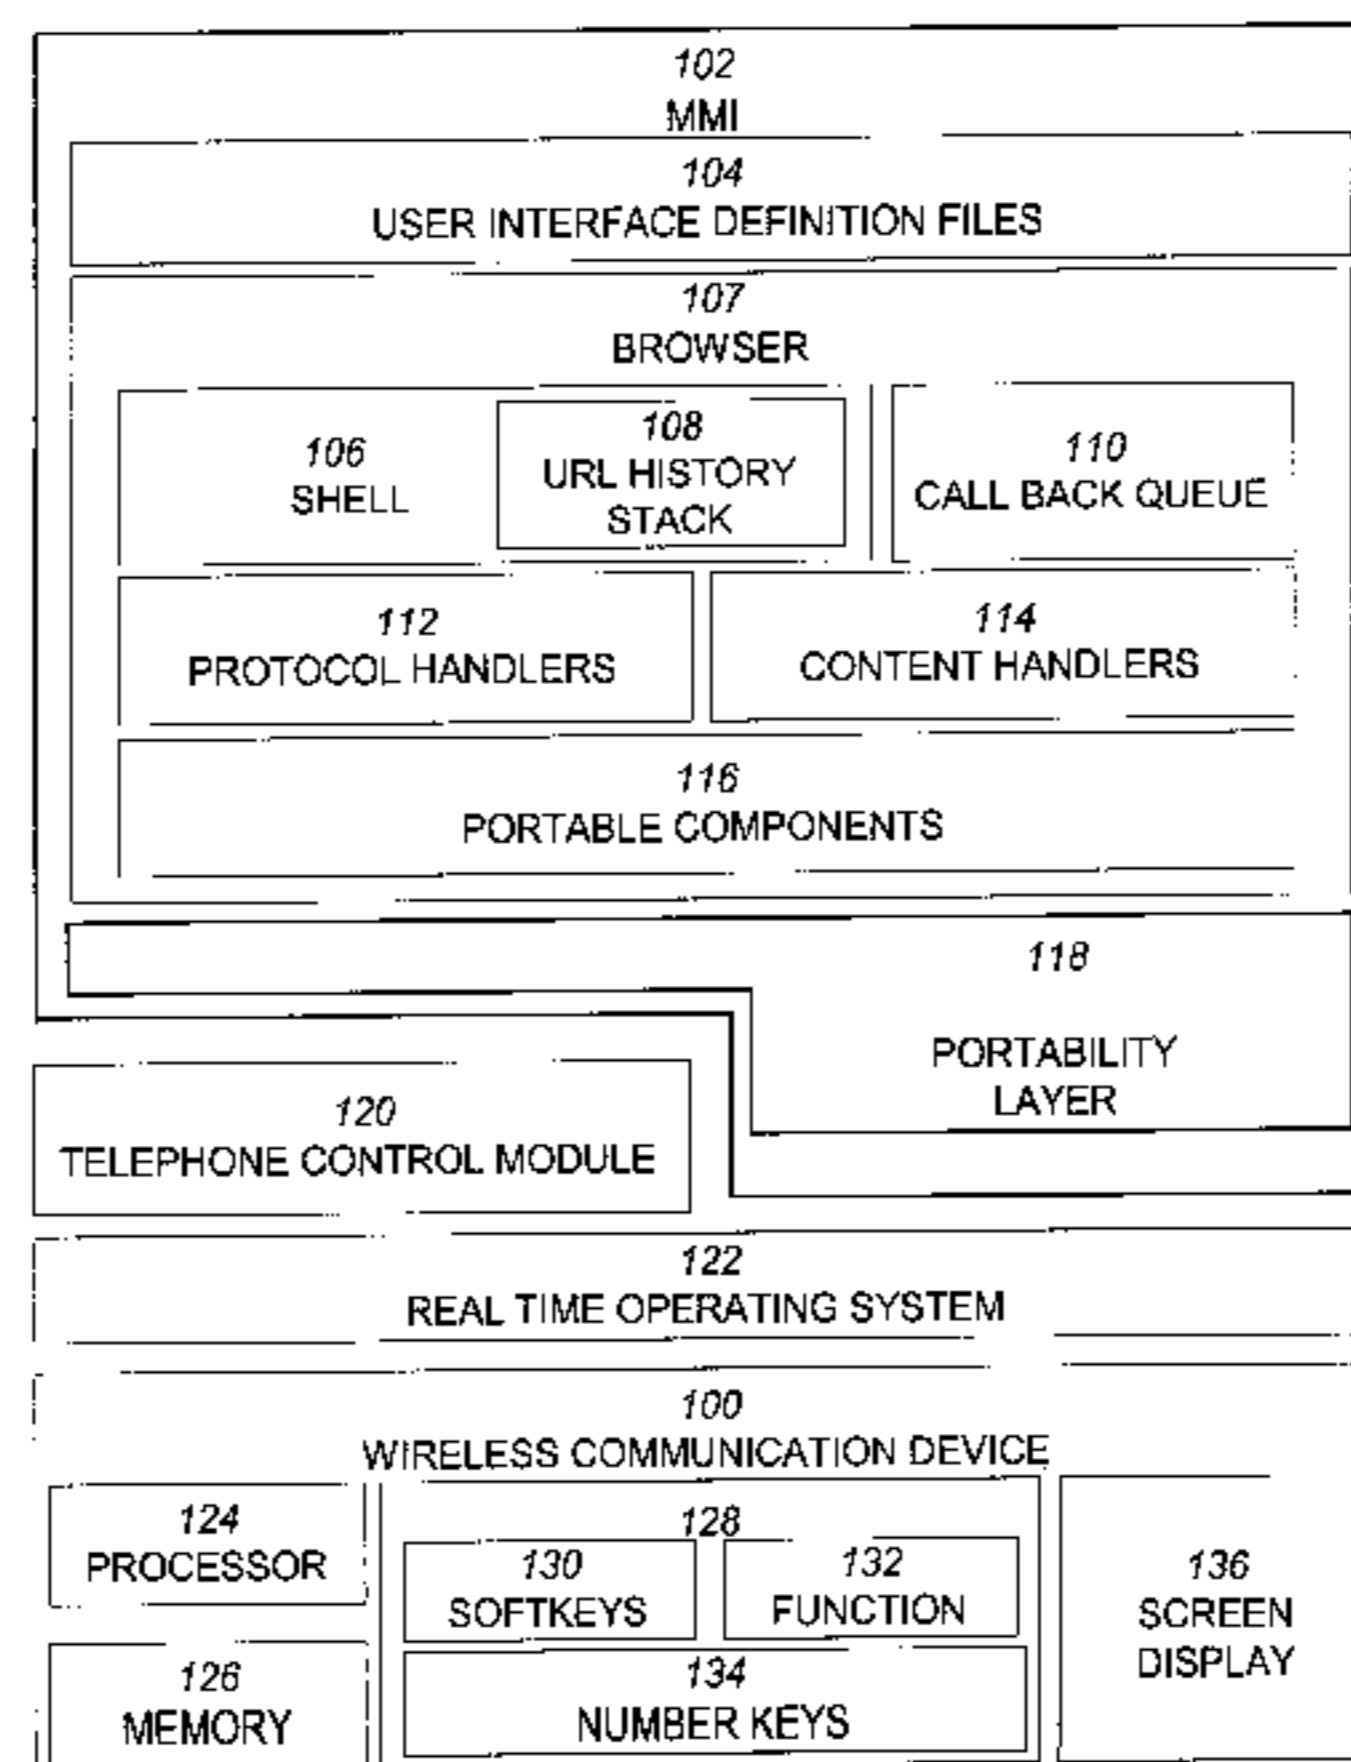 102
MMI
104
USER INTERFACE DEFINITION FILES
107
BROWSER
106
SHELL
108
URL HISTORY
STACK
110
CALL BACK QUEUE
112
PROTOCOL HANDLERS
114
CONTENT HANDLERS
116
PORTABLE COMPONENTS
118
PORTABILITY
LAYER
120
TELEPHONE CONTROL MODULE
122
REAL TIME OPERATING SYSTEM
100
WIRELESS COMMUNICATION DEVICE
124
PROCESSOR
126
MEMORY
128
130
SOFTKEYS
132
FUNCTION
134
NUMBER KEYS
136
SCREEN
DISPLAY